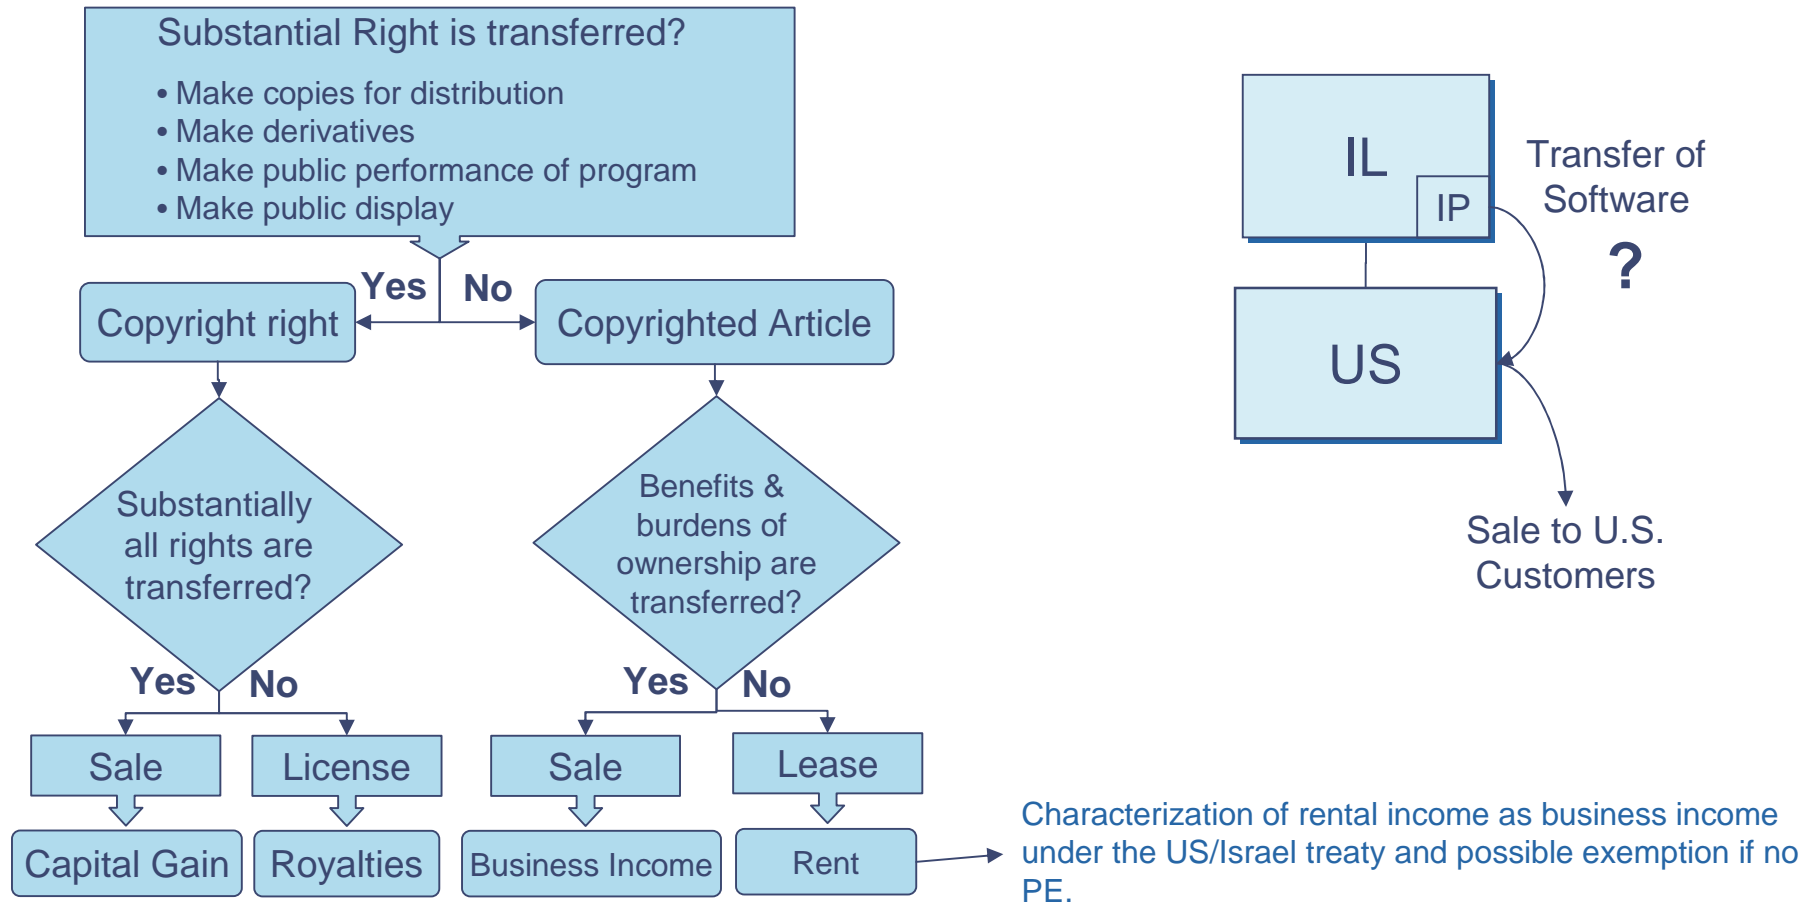 Substantial Right is transferred?
• Make copies for distribution
• Make derivatives
• Make public performance of program
• Make public display
Yes
No
Copyright right
Copyrighted Article
Substantially
all rights are
transferred?
Benefits &
burdens of
ownership are
transferred?
Yes
No
Yes
No
Sale
License
Sale
Lease
Capital Gain
Royalties
Business Income
Rent
Characterization of rental income as business income
under the US/Israel treaty and possible exemption if no
PE.
IL
IP
Transfer of
Software
?
US
Sale to U.S.
Customers